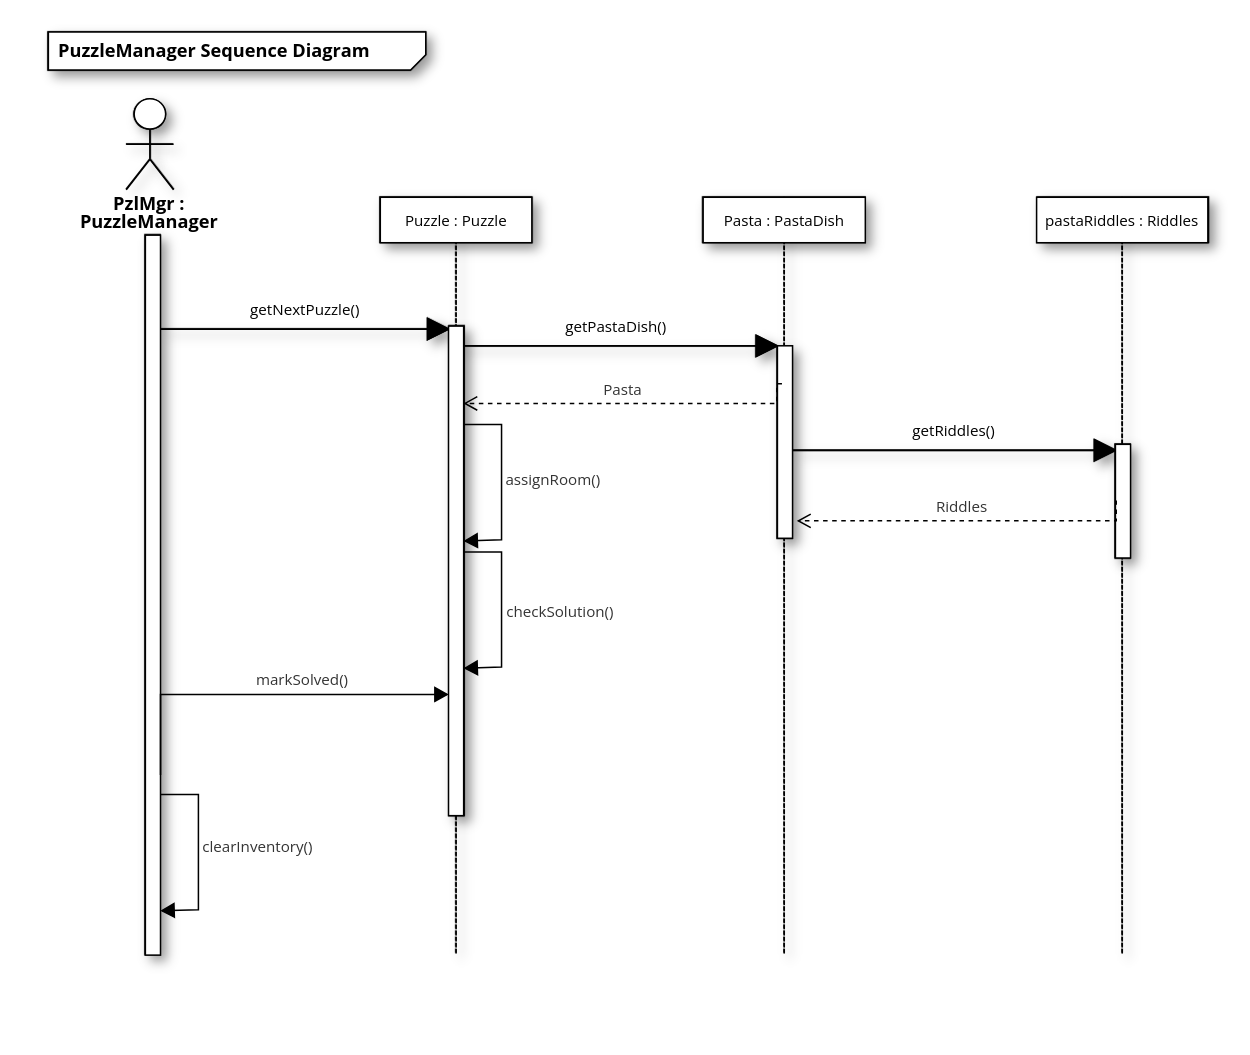 PuzzleManager Sequence Diagram
PzlMgr :
PuzzleManager
Puzzle : Puzzle
Pasta : PastaDish
pastaRiddles : Riddles
getNextPuzzle()
getPastaDish()
Pasta
getRiddles()
assignRoom()
Riddles
checkSolution()
markSolved()
clearInventory()